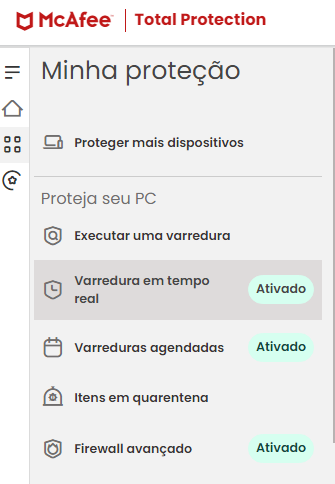 McAfee Total Protection
Minha proteção
Proteger mais dispositivos
Proteja seu PC
Executar uma varredura
Varredura em tempo
real
Ativado
Varreduras agendadas
Ativado
Itens em quarentena
Firewall avançado
Ativado